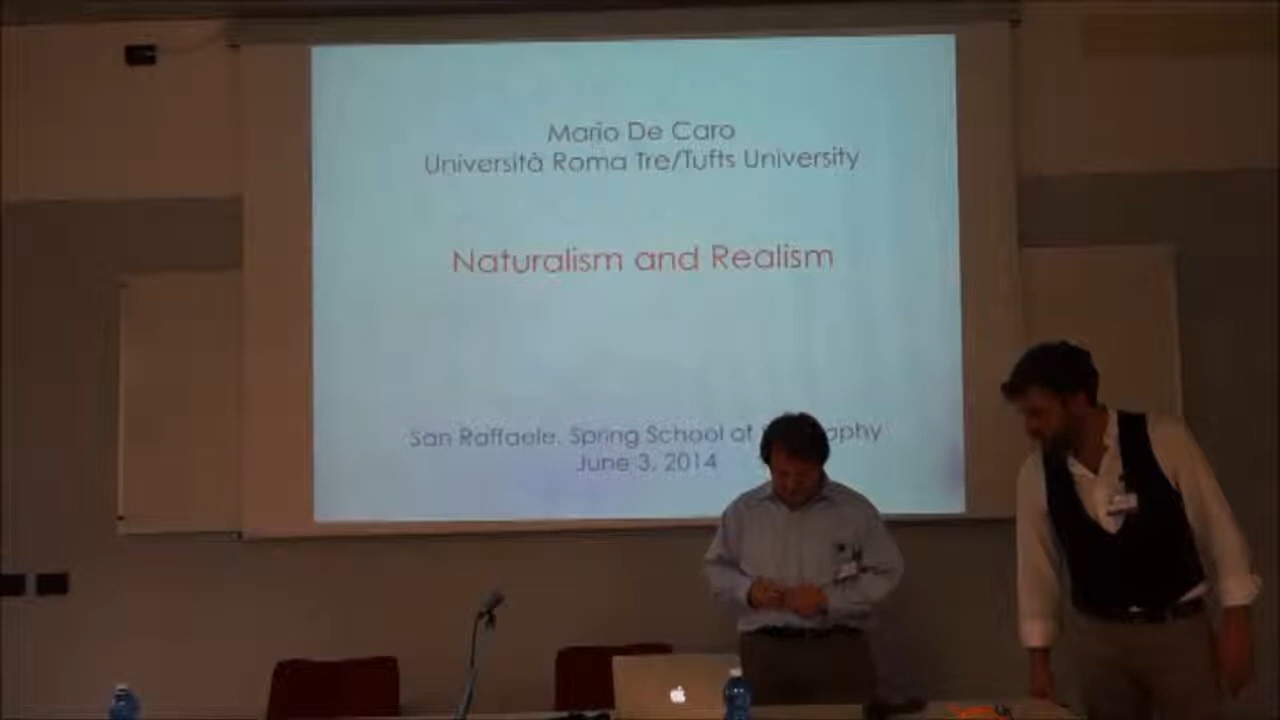 Mario De Caro
Università Roma Tre/Tufts University
Naturalism and Realism
San Raffaele, Spring School of
June 3, 2014